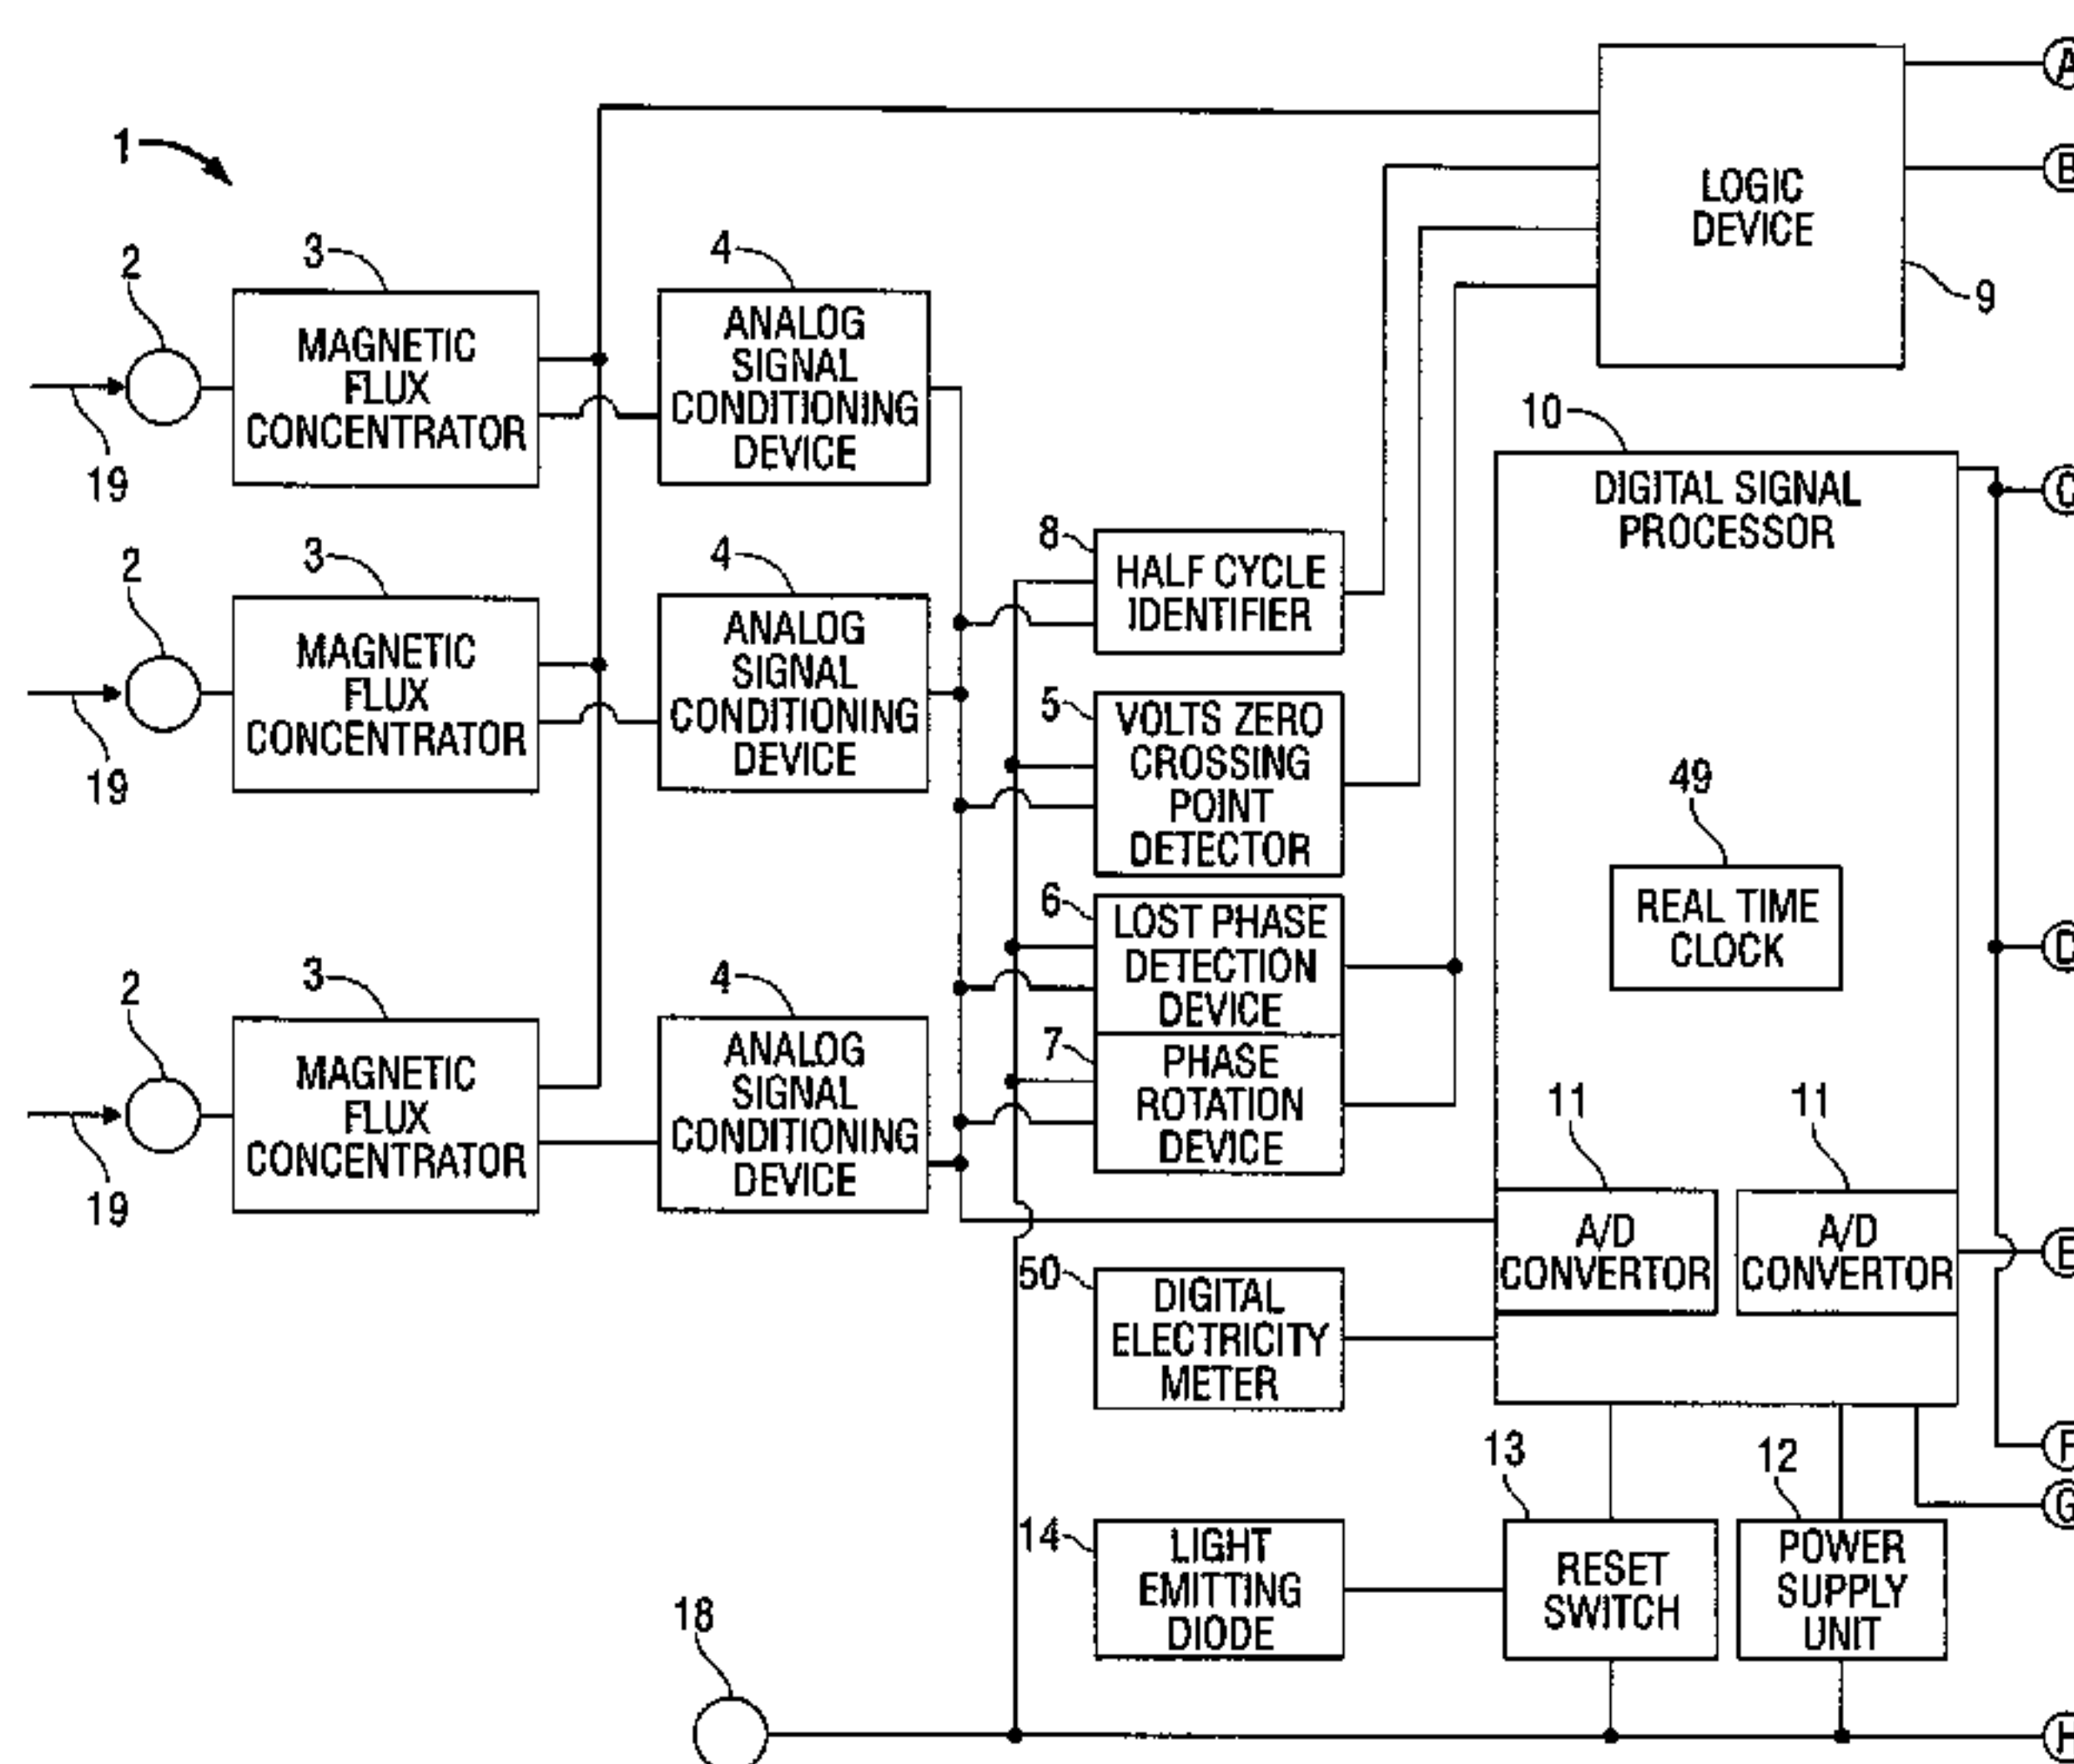 A
1
B
LOGIC
DEVICE
9
2
3
4
MAGNETIC
FLUX
CONCENTRATOR
ANALOG
SIGNAL
CONDITIONING
DEVICE
19
10
DIGITAL SIGNAL
PROCESSOR
C
2
3
4
MAGNETIC
FLUX
CONCENTRATOR
ANALOG
SIGNAL
CONDITIONING
DEVICE
19
8
HALF CYCLE
IDENTIFIER
5
VOLTS ZERO
CROSSING
POINT
DETECTOR
49
REAL TIME
CLOCK
6
LOST PHASE
DETECTION
DEVICE
D
2
3
4
MAGNETIC
FLUX
CONCENTRATOR
ANALOG
SIGNAL
CONDITIONING
DEVICE
19
7
PHASE
ROTATION
DEVICE
11
A/D
CONVERTOR
11
A/D
CONVERTOR
E
50
DIGITAL
ELECTRICITY
METER
F
G
13
RESET
SWITCH
12
POWER
SUPPLY
UNIT
14
LIGHT
EMITTING
DIODE
18
H